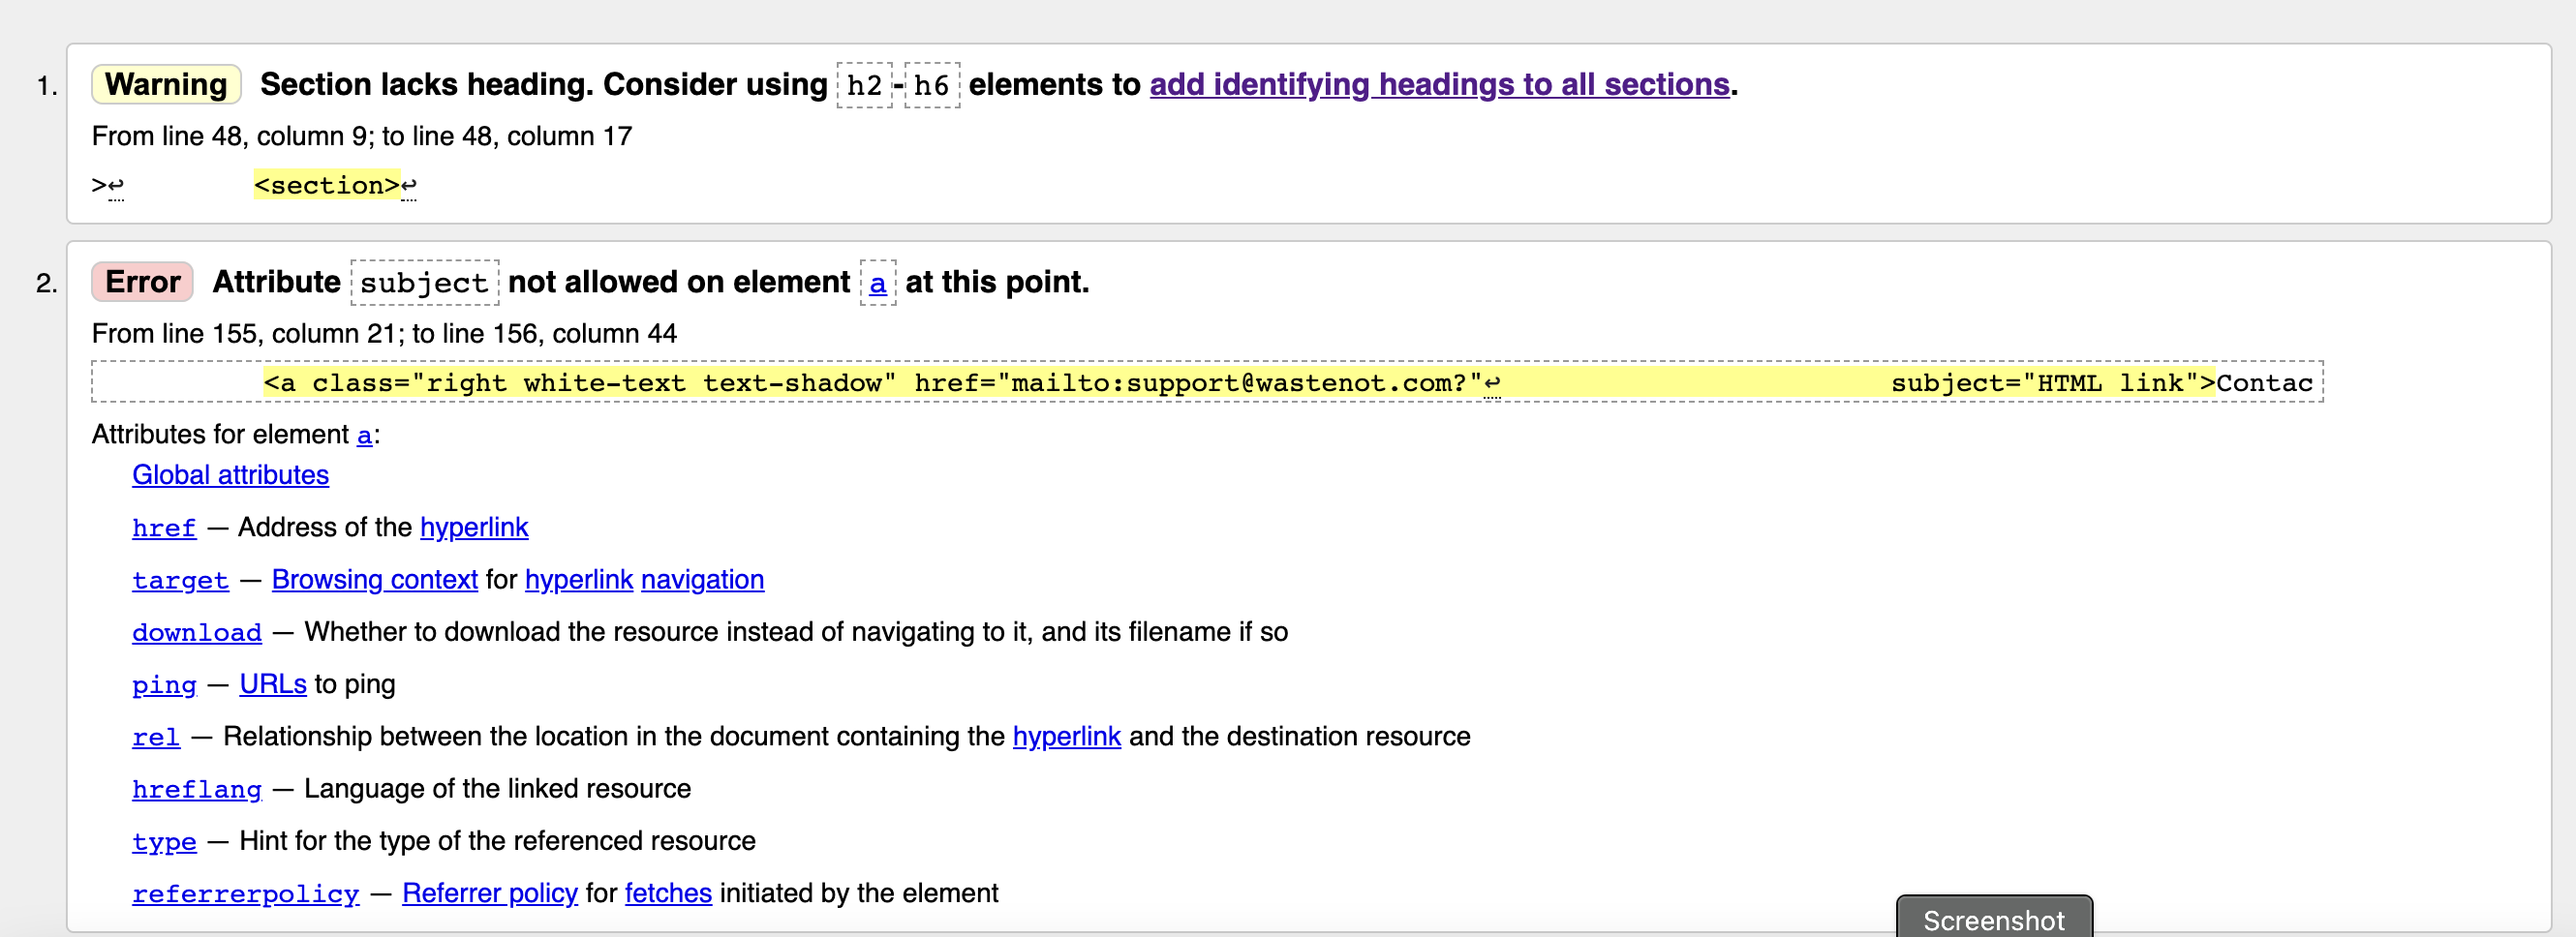 1. Warning Section lacks heading. Consider using h2-h6 elements to add identifying headings to all sections.
From line 48, column 9; to line 48, column 17
>↩ <section>↩
2. Error Attribute subject not allowed on element a at this point.
From line 155, column 21; to line 156, column 44
<a class="right white-text text-shadow" href="mailto:support@wastenot.com?"↩ subject="HTML link">Contac
Attributes for element a:
Global attributes
href — Address of the hyperlink
target — Browsing context for hyperlink navigation
download — Whether to download the resource instead of navigating to it, and its filename if so
ping — URLs to ping
rel — Relationship between the location in the document containing the hyperlink and the destination resource
hreflang — Language of the linked resource
type — Hint for the type of the referenced resource
referrerpolicy — Referrer policy for fetches initiated by the element
Screenshot